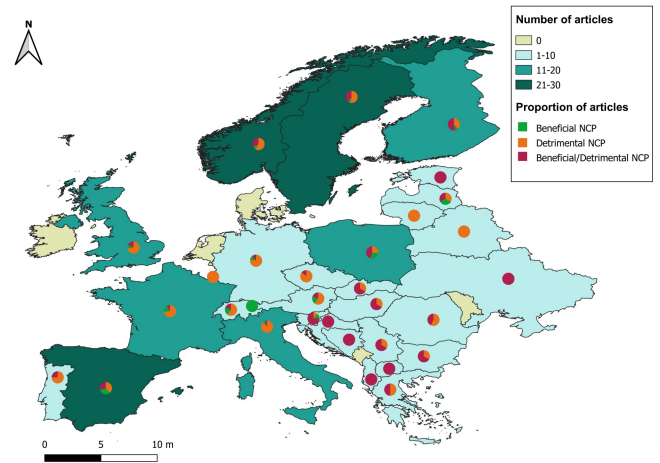 N
Number of articles
0
1-10
11-20
21-30
Proportion of articles
Beneficial NCP
Detrimental NCP
Beneficial/Detrimental NCP
0 5 10 m